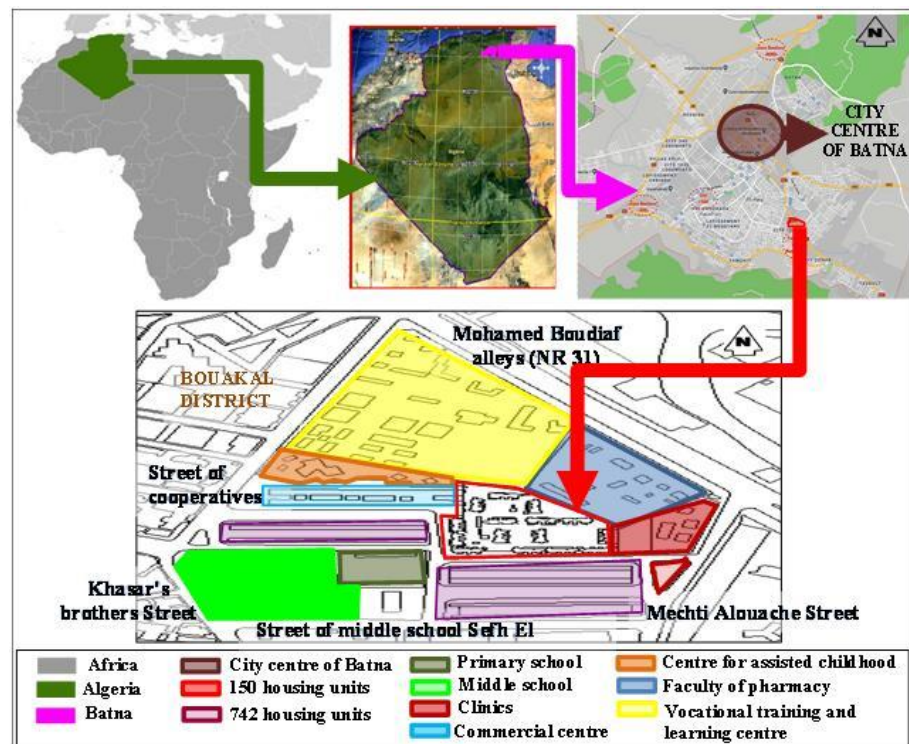 N
CITY
CENTRE
OF BATNA
Mohamed Boudiaf
alleys (NR 31)
N
BOUAKAL
DISTRICT
Street of
cooperatives
Khasar's
brothers Street
Mechti Alouache Street
Street of middle school Sefh El
Africa
City centre of Batna
Primary school
Centre for assisted childhood
Algeria
150 housing units
Middle school
Faculty of pharmacy
Batna
742 housing units
Clinics
Vocational training and
learning centre
Commercial centre